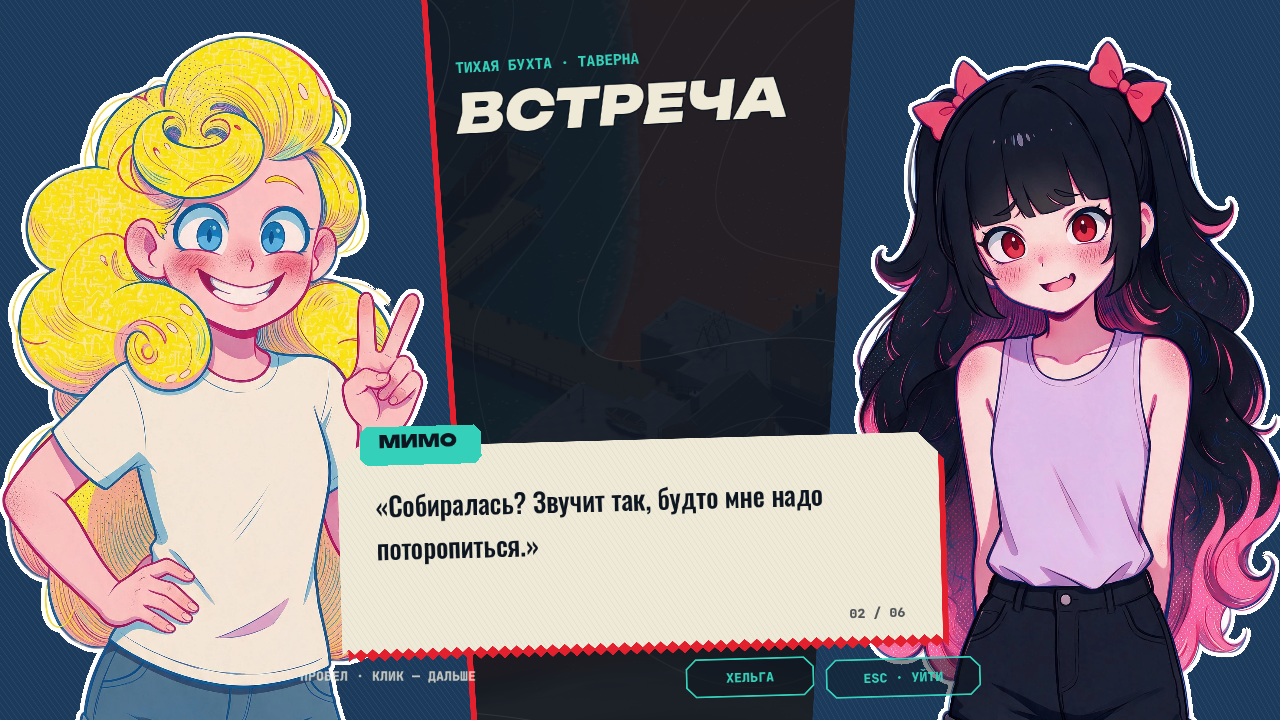 ТИХАЯ БУХТА · ТАВЕРНА
ВСТРЕЧА
МИМО
«Собиралась? Звучит так, будто мне надо
поторопиться.»
02 / 06
ПРОБЕЛ · КЛИК — ДАЛЬШЕ
ХЕЛЬГА
ESC · УЙТИ